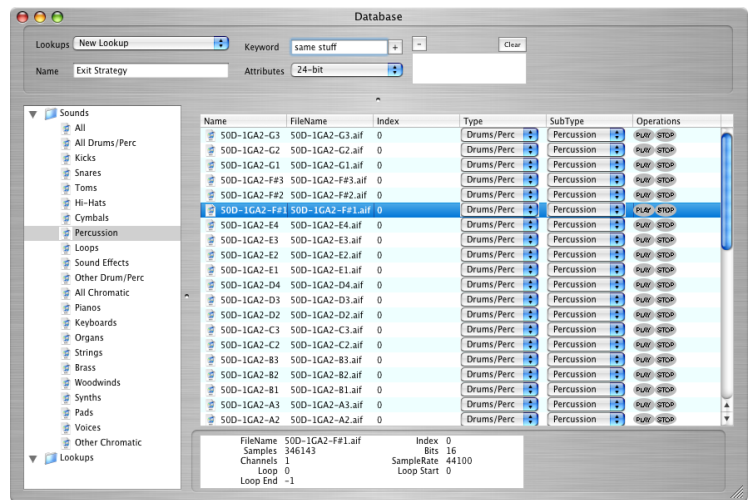 Database
Lookups New Lookup Keyword same stuff + - Clear
Name Exit Strategy Attributes 24-bit
Sounds
All
All Drums/Perc
Kicks
Snares
Toms
Hi-Hats
Cymbals
Percussion
Loops
Sound Effects
Other Drum/Perc
All Chromatic
Pianos
Keyboards
Organs
Strings
Brass
Woodwinds
Synths
Pads
Voices
Other Chromatic
Lookups
Name FileName Index Type SubType Operations
50D-1GA2-G3 50D-1GA2-G3.aif 0 Drums/Perc Percussion PLAY STOP
50D-1GA2-G2 50D-1GA2-G2.aif 0 Drums/Perc Percussion PLAY STOP
50D-1GA2-G1 50D-1GA2-G1.aif 0 Drums/Perc Percussion PLAY STOP
50D-1GA2-F#3 50D-1GA2-F#3.aif 0 Drums/Perc Percussion PLAY STOP
50D-1GA2-F#2 50D-1GA2-F#2.aif 0 Drums/Perc Percussion PLAY STOP
50D-1GA2-F#1 50D-1GA2-F#1.aif 0 Drums/Perc Percussion PLAY STOP
50D-1GA2-E4 50D-1GA2-E4.aif 0 Drums/Perc Percussion PLAY STOP
50D-1GA2-E3 50D-1GA2-E3.aif 0 Drums/Perc Percussion PLAY STOP
50D-1GA2-E2 50D-1GA2-E2.aif 0 Drums/Perc Percussion PLAY STOP
50D-1GA2-E1 50D-1GA2-E1.aif 0 Drums/Perc Percussion PLAY STOP
50D-1GA2-D4 50D-1GA2-D4.aif 0 Drums/Perc Percussion PLAY STOP
50D-1GA2-D3 50D-1GA2-D3.aif 0 Drums/Perc Percussion PLAY STOP
50D-1GA2-D2 50D-1GA2-D2.aif 0 Drums/Perc Percussion PLAY STOP
50D-1GA2-C3 50D-1GA2-C3.aif 0 Drums/Perc Percussion PLAY STOP
50D-1GA2-C2 50D-1GA2-C2.aif 0 Drums/Perc Percussion PLAY STOP
50D-1GA2-B3 50D-1GA2-B3.aif 0 Drums/Perc Percussion PLAY STOP
50D-1GA2-B2 50D-1GA2-B2.aif 0 Drums/Perc Percussion PLAY STOP
50D-1GA2-B1 50D-1GA2-B1.aif 0 Drums/Perc Percussion PLAY STOP
50D-1GA2-A3 50D-1GA2-A3.aif 0 Drums/Perc Percussion PLAY STOP
50D-1GA2-A2 50D-1GA2-A2.aif 0 Drums/Perc Percussion PLAY STOP
FileName 50D-1GA2-F#1.aif Index 0
Samples 346143 Bits 16
Channels 1 SampleRate 44100
Loop 0 Loop Start 0
Loop End -1